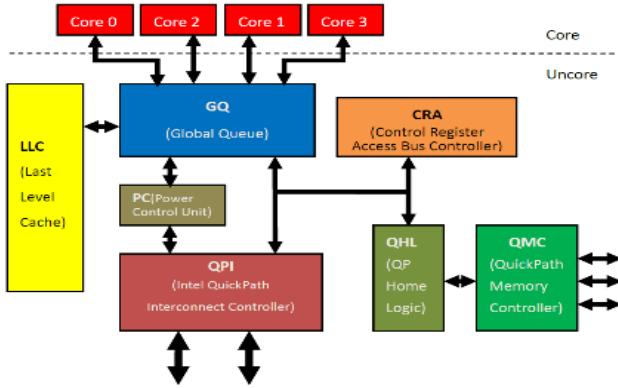 Core 0
Core 2
Core 1
Core 3
Core
Uncore
GQ
(Global Queue)
CRA
(Control Register
Access Bus Controller)
LLC
(Last
Level
Cache)
PC(Power
Control Unit)
QPI
(Intel QuickPath
Interconnect Controller)
QHL
(QP
Home
Logic)
QMC
(QuickPath
Memory
Controller)